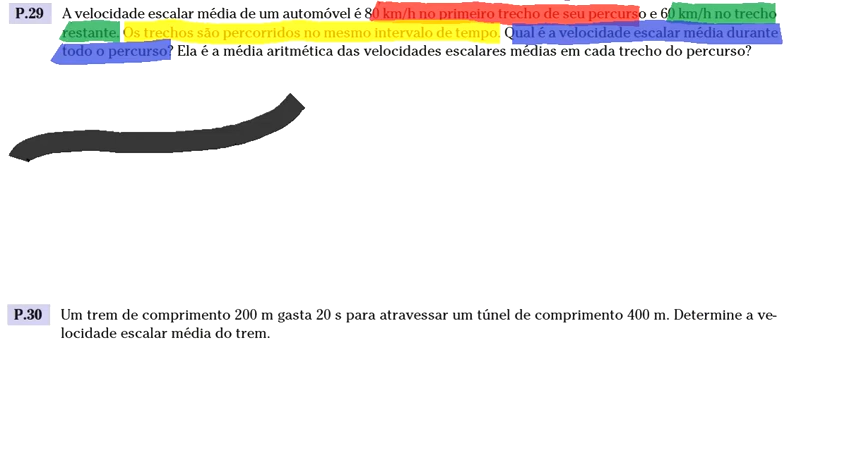 P.29 A velocidade escalar média de um automóvel é 80 km/h no primeiro trecho de seu percurso e 60 km/h no trecho
restante. Os trechos são percorridos no mesmo intervalo de tempo. Qual é a velocidade escalar média durante
todo o percurso? Ela é a média aritmética das velocidades escalares médias em cada trecho do percurso?
P.30 Um trem de comprimento 200 m gasta 20 s para atravessar um túnel de comprimento 400 m. Determine a ve-
locidade escalar média do trem.